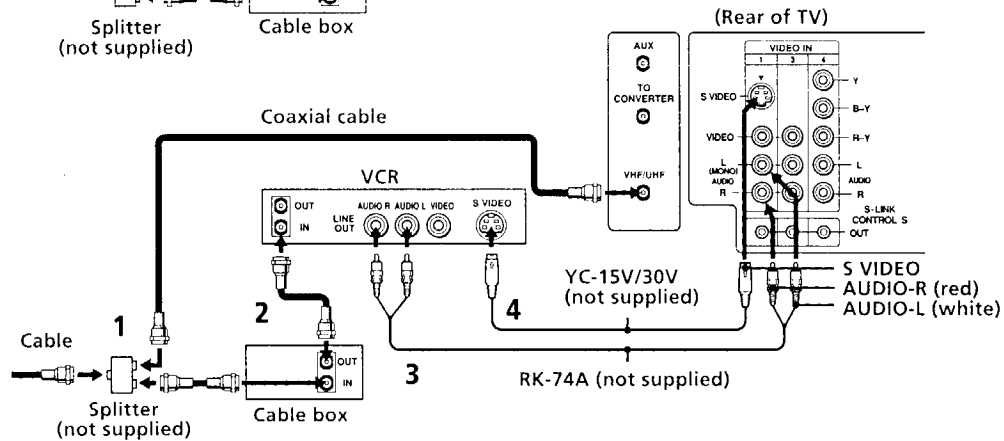 Splitter
(not supplied)
Cable box
(Rear of TV)
VIDEO IN
1 3 4
AUX
TO
CONVERTER
VHF/UHF
S VIDEO
VIDEO
L
(MONO)
AUDIO
R
Y
B-Y
R-Y
L
AUDIO
R
S-LINK
CONTROL S
OUT
Coaxial cable
VCR
OUT
IN
LINE
OUT
AUDIO R AUDIO L VIDEO
S VIDEO
YC-15V/30V
(not supplied)
S VIDEO
AUDIO-R (red)
AUDIO-L (white)
1
2
3
4
RK-74A (not supplied)
Cable
Splitter
(not supplied)
OUT
IN
Cable box